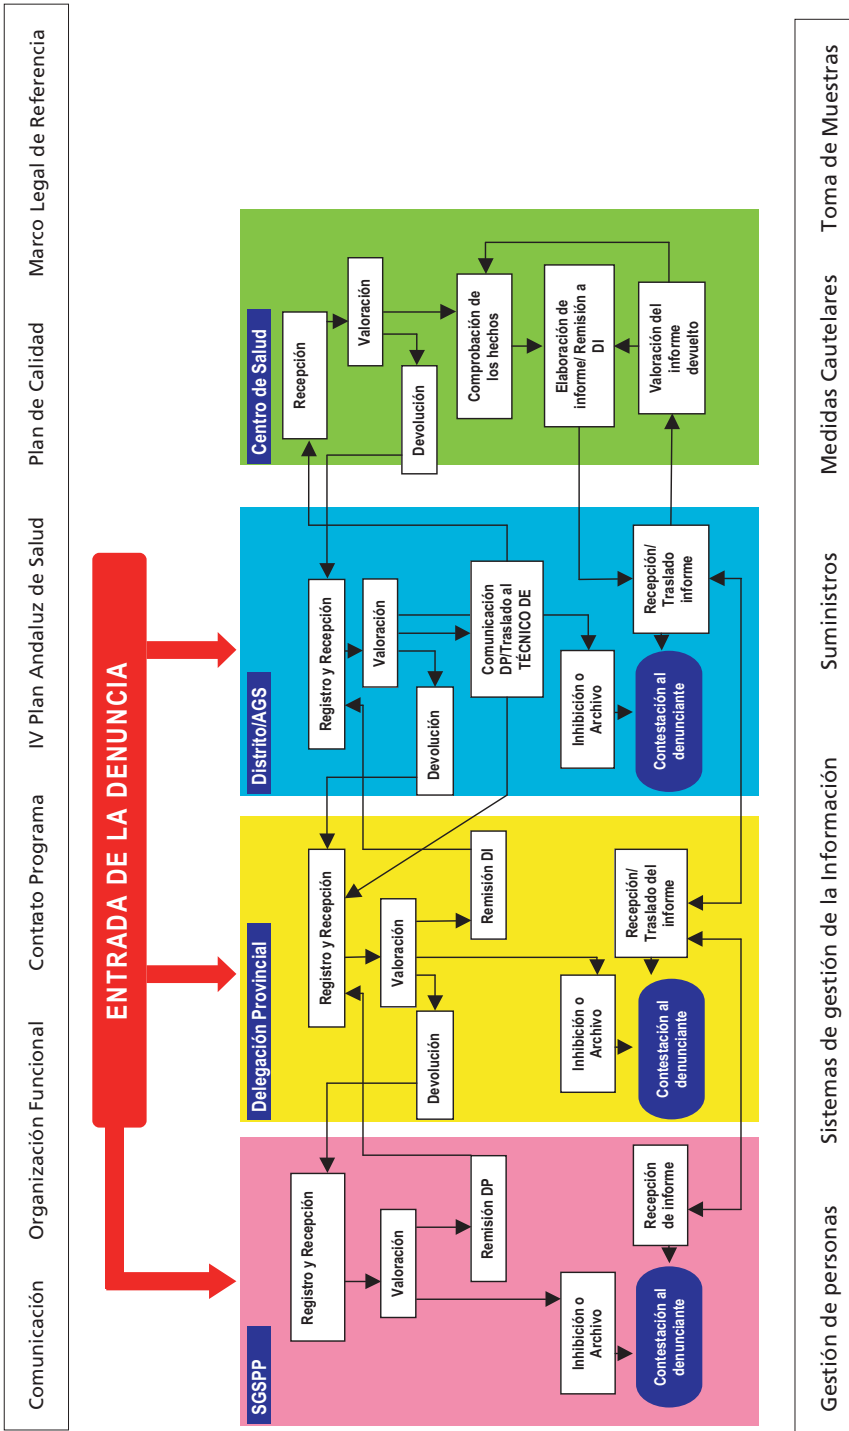 Comunicación
Organización Funcional
Contrato Programa
IV Plan Andaluz de Salud
Plan de Calidad
Marco Legal de Referencia
ENTRADA DE LA DENUNCIA
SGSPP
Registro y Recepción
Valoración
Remisión DP
Inhibición o
Archivo
Contestación al
denunciante
Recepción
de informe
Delegación Provincial
Registro y Recepción
Valoración
Devolución
Remisión DI
Inhibición o
Archivo
Contestación al
denunciante
Recepción/
Traslado del
informe
Distrito/AGS
Registro y Recepción
Valoración
Devolución
Comunicación
DP/Traslado al
TÉCNICO DE
Inhibición o
Archivo
Contestación al
denunciante
Recepción/
Traslado
informe
Centro de Salud
Recepción
Valoración
Devolución
Comprobación de
los hechos
Elaboración de
informe/ Remisión a
DI
Valoración del
informe
devuelto
Gestión de personas
Sistemas de gestión de la Información
Suministros
Medidas Cautelares
Toma de Muestras